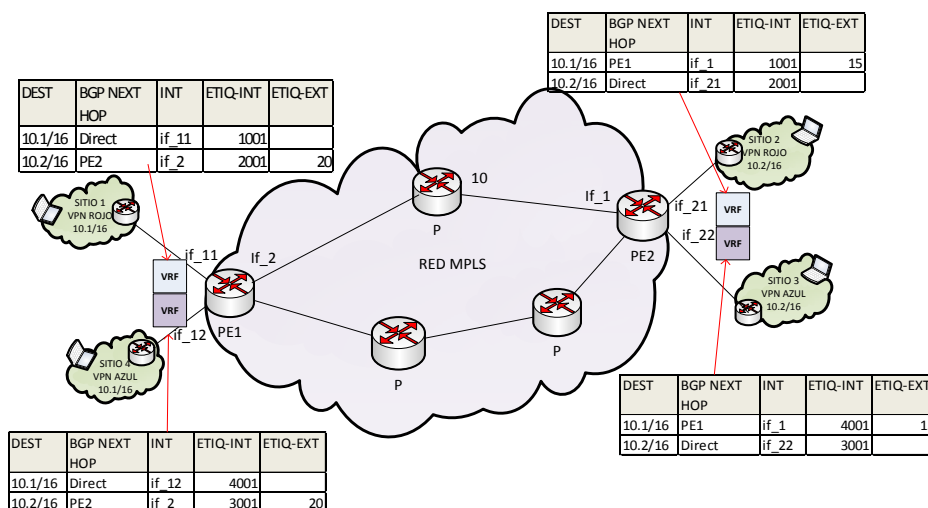 DEST BGP NEXT HOP INT ETIQ-INT ETIQ-EXT
10.1/16 PE1 if_1 1001 15
10.2/16 Direct if_21 2001
DEST BGP NEXT HOP INT ETIQ-INT ETIQ-EXT
10.1/16 Direct if_11 1001
10.2/16 PE2 if_2 2001 20
SITIO 1
VPN ROJO
10.1/16
if_11
If_2
VRF
VRF
PE1
if_12
SITIO 4
VPN AZUL
10.1/16
10
P
RED MPLS
P
P
If_1
PE2
if_21
if_22
VRF
VRF
SITIO 2
VPN ROJO
10.2/16
SITIO 3
VPN AZUL
10.2/16
DEST BGP NEXT HOP INT ETIQ-INT ETIQ-EXT
10.1/16 PE1 if_1 4001 1
10.2/16 Direct if_22 3001
DEST BGP NEXT HOP INT ETIQ-INT ETIQ-EXT
10.1/16 Direct if_12 4001
10.2/16 PE2 if_2 3001 20